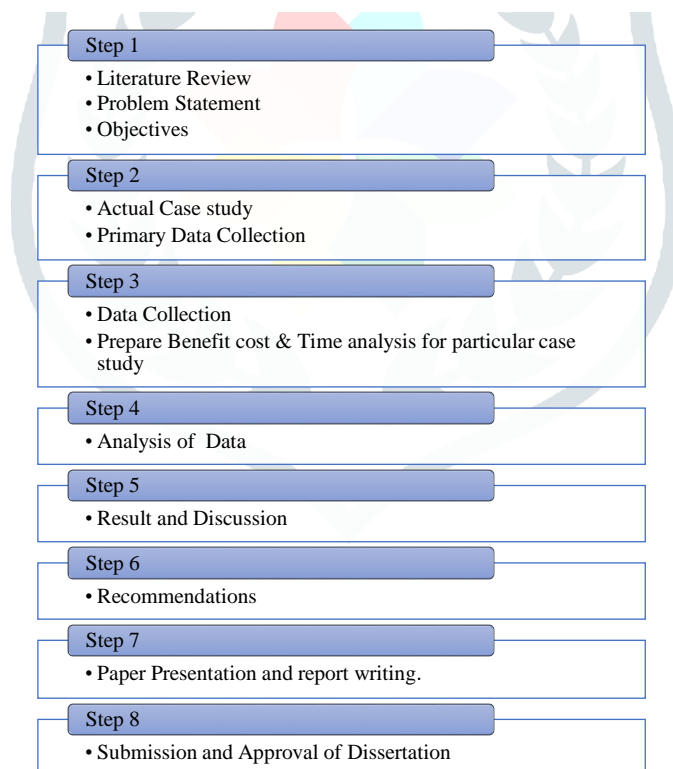 Step 1
• Literature Review
• Problem Statement
• Objectives
Step 2
• Actual Case study
• Primary Data Collection
Step 3
• Data Collection
• Prepare Benefit cost & Time analysis for particular case
study
Step 4
• Analysis of Data
Step 5
• Result and Discussion
Step 6
• Recommendations
Step 7
• Paper Presentation and report writing.
Step 8
• Submission and Approval of Dissertation